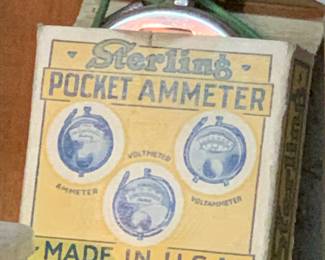 Sterling
POCKET AMMETER
VOLTMETER
AMMETER
VOLTAMMETER
MADE IN U.S.A.